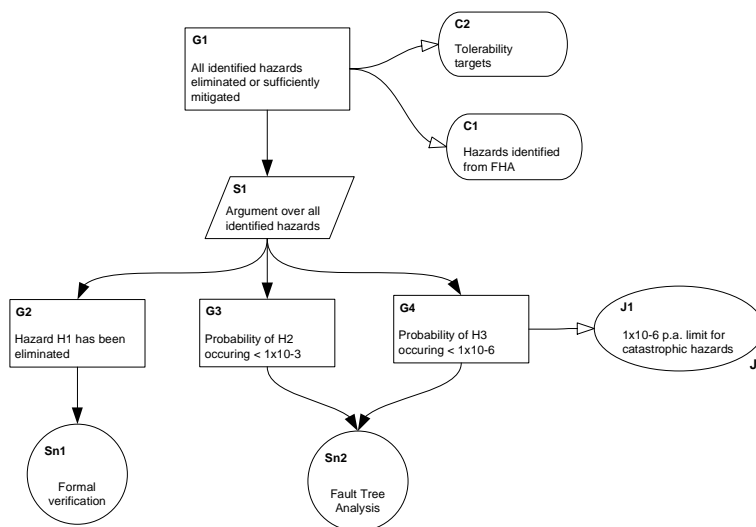 G1
All identified hazards
eliminated or sufficiently
mitigated
C2
Tolerability
targets
C1
Hazards identified
from FHA
S1
Argument over all
identified hazards
G2
Hazard H1 has been
eliminated
G3
Probability of H2
occuring < 1x10-3
G4
Probability of H3
occuring < 1x10-6
J1
1x10-6 p.a. limit for
catastrophic hazards
J
Sn1
Formal
verification
Sn2
Fault Tree
Analysis